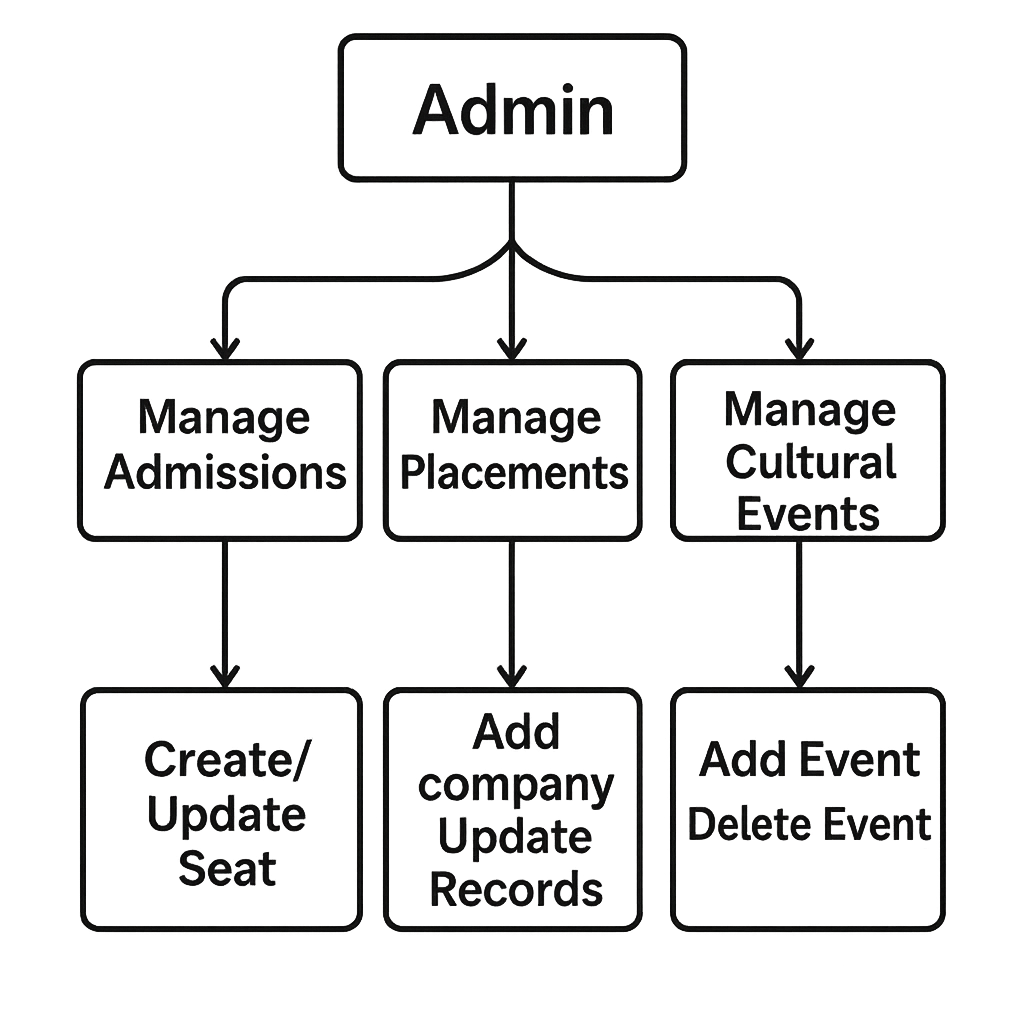 Admin
Manage
Admissions
Manage
Placements
Manage
Cultural
Events
Create/
Update
Seat
Add
company
Update
Records
Add Event
Delete Event